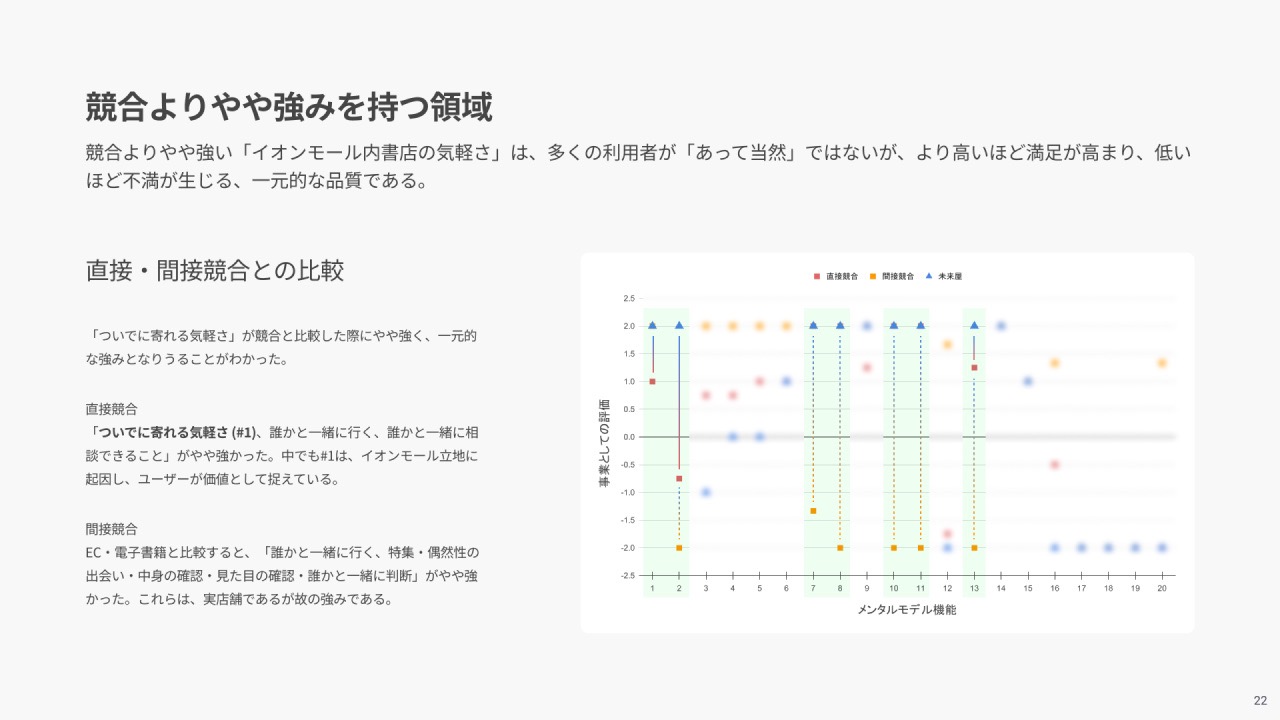 競合よりやや強みを持つ領域
競合よりやや強い「イオンモール内書店の気軽さ」は、多くの利用者が「あって当然」ではないが、より高いほど満足が高まり、低い
ほど不満が生じる、一元的な品質である。
直接・間接競合との比較
「ついでに寄れる気軽さ」が競合と比較した際にやや強く、一元的
な強みとなりうることがわかった。
直接競合
「ついでに寄れる気軽さ (#1)、誰かと一緒に行く、誰かと一緒に相
談できること」がやや強かった。中でも#1は、イオンモール立地に
起因し、ユーザーが価値として捉えている。
間接競合
EC・電子書籍と比較すると、「誰かと一緒に行く、特集・偶然性の
出会い・中身の確認・見た目の確認・誰かと一緒に判断」がやや強
かった。これらは、実店舗であるが故の強みである。
直接競合 間接競合 未来屋
事業としての評価
2.5
2.0
1.5
1.0
0.5
0.0
-0.5
-1.0
-1.5
-2.0
-2.5
1 2 3 4 5 6 7 8 9 10 11 12 13 14 15 16 17 18 19 20
メンタルモデル機能
22